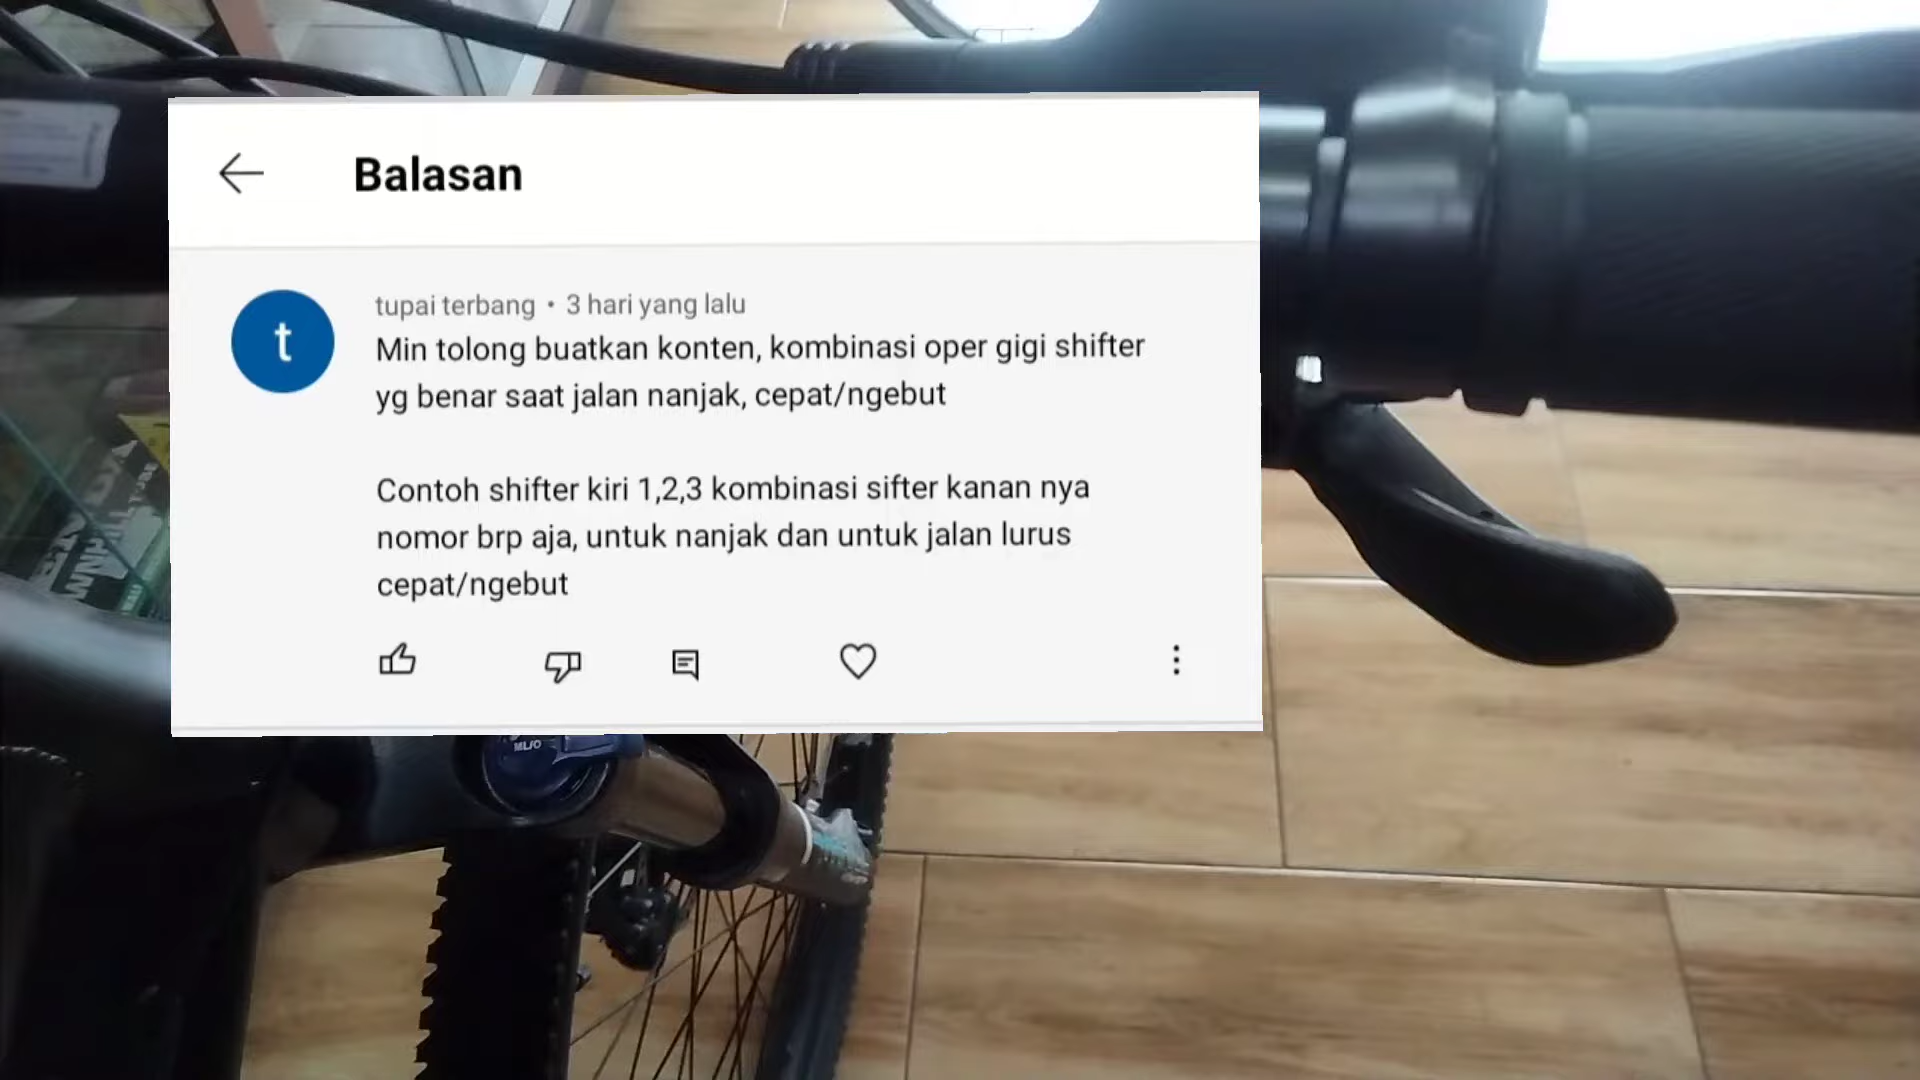 Balasan
t
tupai terbang • 3 hari yang lalu
Min tolong buatkan konten, kombinasi oper gigi shifter
yg benar saat jalan nanjak, cepat/ngebut
Contoh shifter kiri 1,2,3 kombinasi sifter kanan nya
nomor brp aja, untuk nanjak dan untuk jalan lurus
cepat/ngebut
MLIO